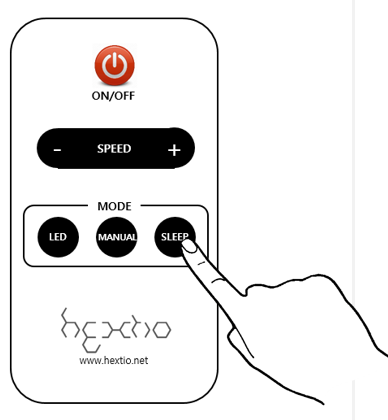 ON/OFF
- SPEED +
MODE
LED MANUAL SLEEP
hextio
www.hextio.net